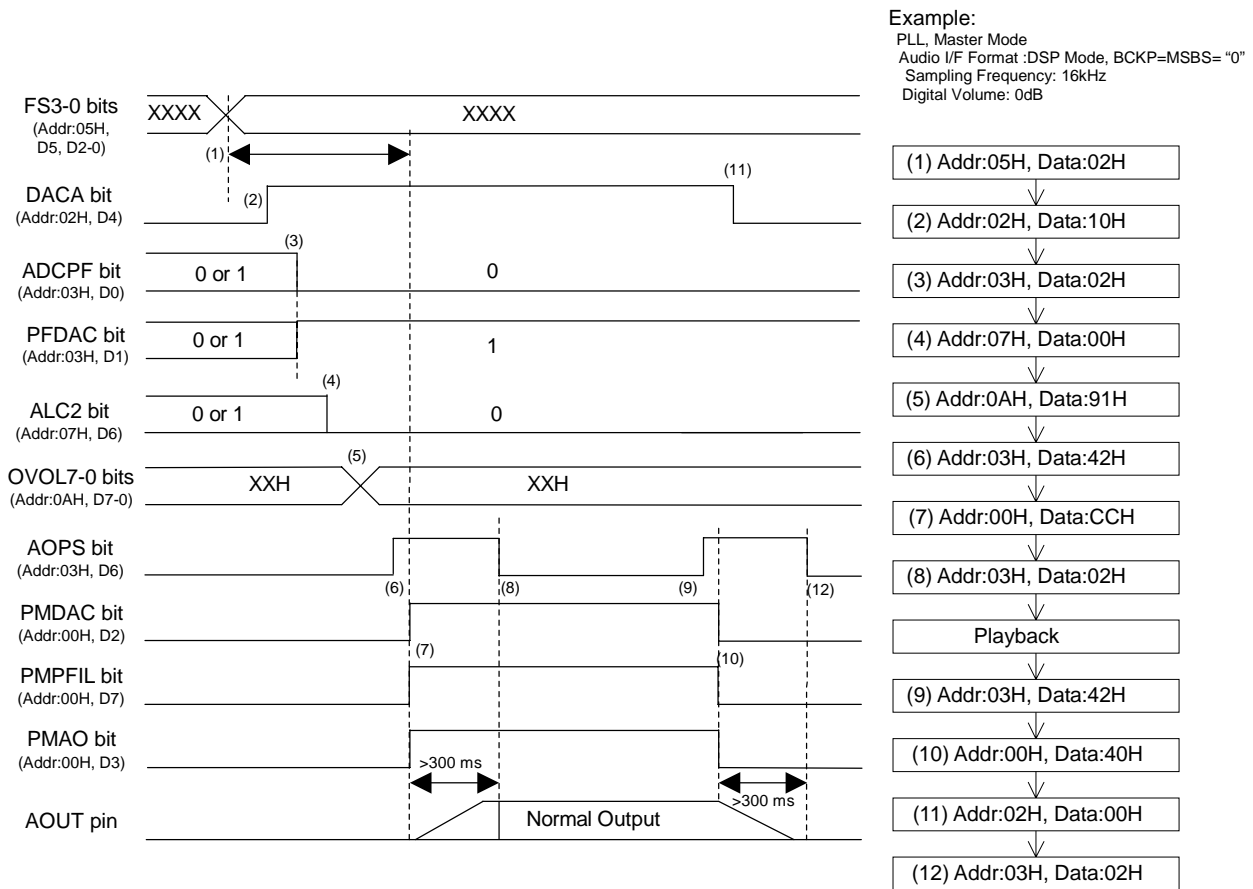 Example:
PLL, Master Mode
Audio I/F Format :DSP Mode, BCKP=MSBS= “0”
Sampling Frequency: 16kHz
Digital Volume: 0dB
FS3-0 bits
(Addr:05H,
D5, D2-0)
XXXX
XXXX
(1)
DACA bit
(Addr:02H, D4)
(2)
(11)
ADCPF bit
(Addr:03H, D0)
(3)
0 or 1
0
PFDAC bit
(Addr:03H, D1)
0 or 1
1
ALC2 bit
(Addr:07H, D6)
(4)
0 or 1
0
OVOL7-0 bits
(Addr:0AH, D7-0)
(5)
XXH
XXH
AOPS bit
(Addr:03H, D6)
(6)
(8)
(9)
(12)
PMDAC bit
(Addr:00H, D2)
(7)
(10)
PMPFIL bit
(Addr:00H, D7)
PMAO bit
(Addr:00H, D3)
>300 ms
>300 ms
AOUT pin
Normal Output
(1) Addr:05H, Data:02H
(2) Addr:02H, Data:10H
(3) Addr:03H, Data:02H
(4) Addr:07H, Data:00H
(5) Addr:0AH, Data:91H
(6) Addr:03H, Data:42H
(7) Addr:00H, Data:CCH
(8) Addr:03H, Data:02H
Playback
(9) Addr:03H, Data:42H
(10) Addr:00H, Data:40H
(11) Addr:02H, Data:00H
(12) Addr:03H, Data:02H